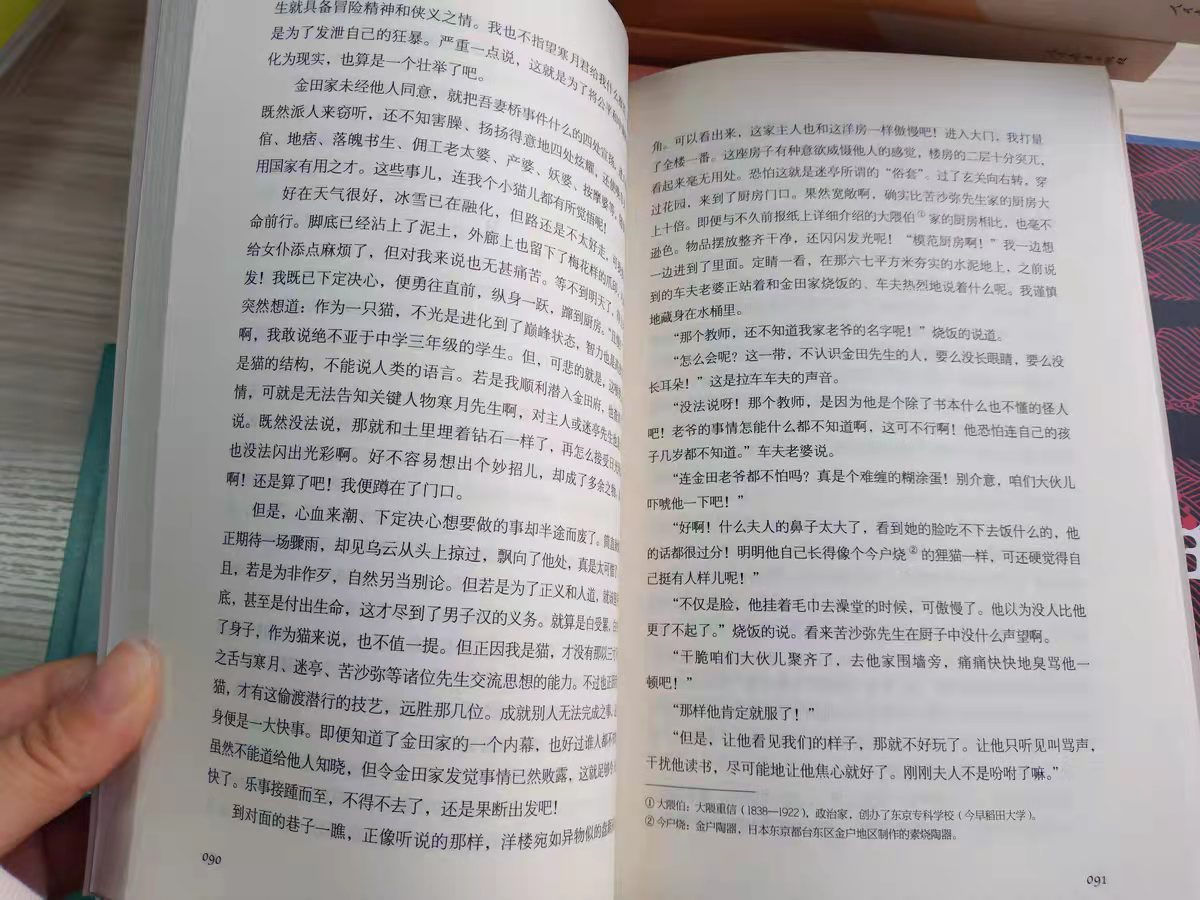 生就具备冒险精神和侠义之情。我也不指望寒月君给我什么
是为了发泄自己的狂暴。严重一点说，这就是为了将公平
化为现实，也算是一个壮举了吧。
金田家未经他人同意，就把吾妻桥事件什么的四处宣扬，
既然派人来窃听，还不知害臊、扬扬得意地四处炫耀，还
倌、地痞、落魄书生、佣工老太婆、产婆、妖婆、按摩婆等，
用国家有用之才。这些事儿，连我个小猫儿都有所觉悟呢！
好在天气很好，冰雪已在融化，但路还是不太好走，
命前行。脚底已经沾上了泥土，外廊上也留下了梅花样的爪
给女仆添点麻烦了，但对我来说也无甚痛苦。等不到明天了，
发！我既已下定决心，便勇往直前，纵身一跃，蹿到厨房。
突然想道：作为一只猫，不光是进化到了巅峰状态，智力也
啊，我敢说绝不亚于中学三年级的学生。但，可悲的就是，
是猫的结构，不能说人类的语言。若是我顺利潜入金田府，
情，可就是无法告知关键人物寒月先生啊，对主人或迷亭先生也
说。既然没法说，那就和土里埋着钻石一样了，再怎么接受日
也没法闪出光彩啊。好不容易想出个妙招儿，却成了多余之物，
啊！还是算了吧！我便蹲在了门口。
但是，心血来潮、下定决心想要做的事却半途而废了。
正期待一场骤雨，却见乌云从头上掠过，飘向了他处，真是太可惜了
且，若是为非作歹，自然另当别论。但若是为了正义和人道，
底，甚至是付出生命，这才尽到了男子汉的义务。就算是白受累、
了身子，作为猫来说，也不值一提。但正因我是猫，才没有那以三寸
之舌与寒月、迷亭、苦沙弥等诸位先生交流思想的能力。不过也正
猫，才有这偷渡潜行的技艺，远胜那几位。成就别人无法完成之事，
身便是一大快事。即便知道了金田家的一个内幕，也好过谁人都不
虽然不能道给他人知晓，但令金田家发觉事情已然败露，这就足够
快了。乐事接踵而至，不得不去了，还是果断出发吧！
到对面的巷子一瞧，正像听说的那样，洋楼宛如异物似的盘踞
090
角。可以看出来，这家主人也和这洋房一样傲慢吧！进入大门，我打量
了全楼一番。这座房子有种意欲威慑他人的感觉，楼房的二层十分突兀，
看起来毫无用处。恐怕这就是迷亭所谓的“俗套”。过了玄关向右转，穿
过花园，来到了厨房门口。果然宽敞啊，确实比苦沙弥先生家的厨房大
上十倍。即便与不久前报纸上详细介绍的大隈伯①家的厨房相比，也毫不
逊色。物品摆放整齐干净，还闪闪发光呢！“模范厨房啊！”我一边想
一边进到了里面。定睛一看，在那六七平方米夯实的水泥地上，之前说
到的车夫老婆正站着和金田家烧饭的、车夫热烈地说着什么呢。我谨慎
地藏身在水桶里。
“那个教师，还不知道我家老爷的名字呢！”烧饭的说道。
“怎么会呢？这一带，不认识金田先生的人，要么没长眼睛，要么没
长耳朵！”这是拉车车夫的声音。
“没法说呀！那个教师，是因为他是个除了书本什么也不懂的怪人
吧！老爷的事情怎能什么都不知道啊，这可不行啊！他恐怕连自己的孩
子几岁都不知道。”车夫老婆说。
“连金田老爷都不怕吗？真是个难缠的糊涂蛋！别介意，咱们大伙儿
吓唬他一下吧！”
“好啊！什么夫人的鼻子太大了，看到她的脸吃不下去饭什么的，他
的话都很过分！明明他自己长得像个今户烧②的狸猫一样，可还硬觉得自
己挺有人样儿呢！”
“不仅是脸，他挂着毛巾去澡堂的时候，可傲慢了。他以为没人比他
更了不起了。”烧饭的说。看来苦沙弥先生在厨子中没什么声望啊。
“干脆咱们大伙儿聚齐了，去他家围墙旁，痛痛快快地臭骂他一
顿吧！”
“那样他肯定就服了！”
“但是，让他看见我们的样子，那就不好玩了。让他只听见叫骂声，
干扰他读书，尽可能地让他焦心就好了。刚刚夫人不是吩咐了嘛。”
① 大隈伯：大隈重信（1838—1922），政治家，创办了东京专科学校（今早稻田大学）。
② 今户烧：金户陶器，日本东京都台东区金户地区制作的素烧陶器。
091